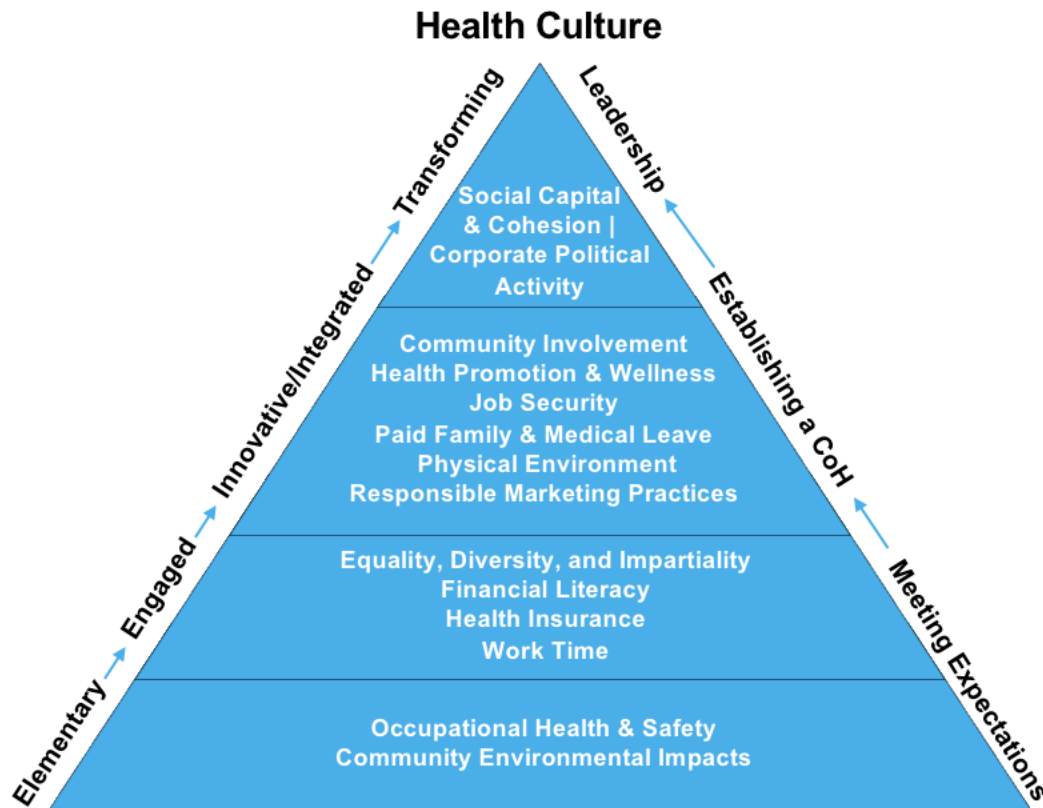 Health Culture
Transforming
Leadership
Social Capital
& Cohesion |
Corporate Political
Activity
Innovative/Integrated
Establishing a CoH
Community Involvement
Health Promotion & Wellness
Job Security
Paid Family & Medical Leave
Physical Environment
Responsible Marketing Practices
Engaged
Meeting Expectations
Equality, Diversity, and Impartiality
Financial Literacy
Health Insurance
Work Time
Elementary
Occupational Health & Safety
Community Environmental Impacts